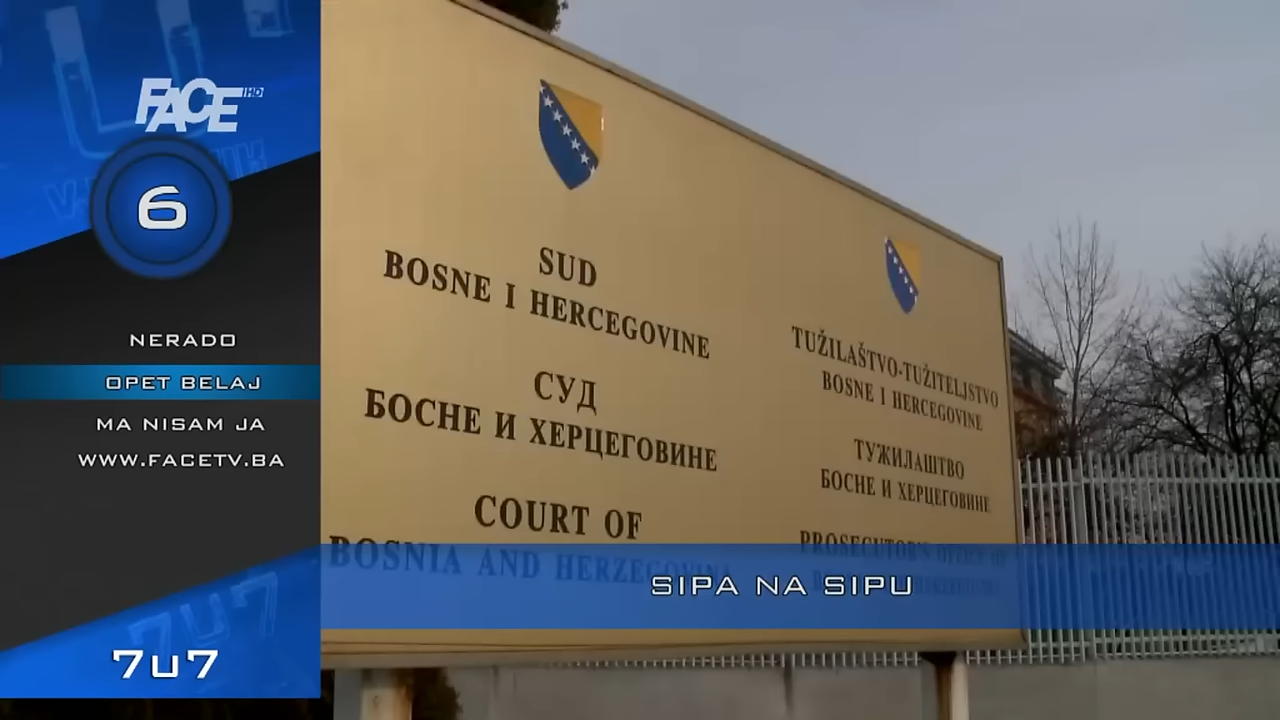 FACE HD
6
NERADO
OPET BELAJ
MA NISAM JA
WWW.FACETV.BA
7u7
SUD
BOSNE I HERCEGOVINE
СУД
БОСНЕ И ХЕРЦЕГОВИНЕ
COURT OF
BOSNIA AND HERZEGOVINA
TUŽILAŠTVO-TUŽITELJSTVO
BOSNE I HERCEGOVINE
ТУЖИЛАШТВО
БОСНЕ И ХЕРЦЕГОВИНЕ
PROSECUTOR'S OFFICE OF
SIPA NA SIPU